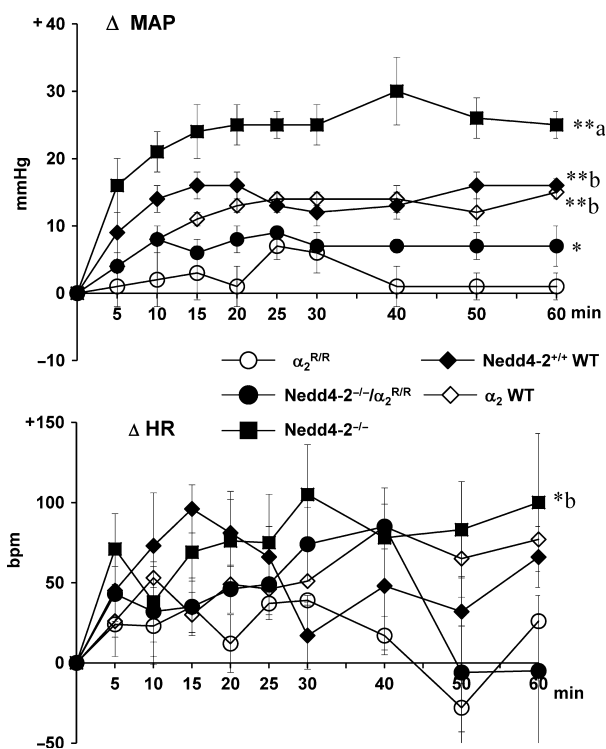 +40 Δ MAP
30
**a
mmHg
20
**b
**b
10
*
0
5 10 15 20 25 30 40 50 60 min
−10
α₂R/R Nedd4-2+/+ WT
Nedd4-2−/−/α₂R/R α₂ WT
Nedd4-2−/−
+150 Δ HR
100
*b
bpm
50
0
5 10 15 20 25 30 40 50 60 min
−50